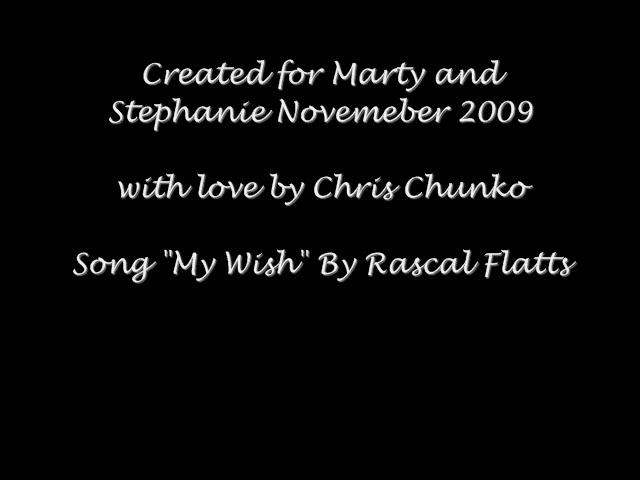 Created for Marty and
Stephanie Novemeber 2009
with love by Chris Chunko
Song "My Wish" By Rascal Flatts